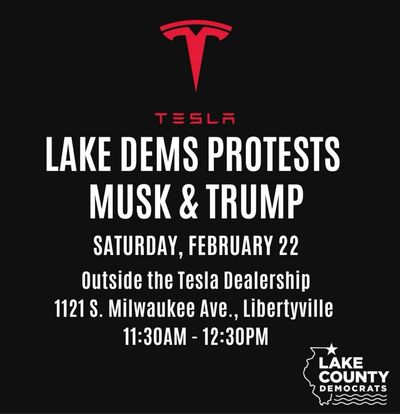 TESLA
LAKE DEMS PROTESTS
MUSK & TRUMP
SATURDAY, FEBRUARY 22
Outside the Tesla Dealership
1121 S. Milwaukee Ave., Libertyville
11:30AM - 12:30PM
LAKE
COUNTY
DEMOCRATS